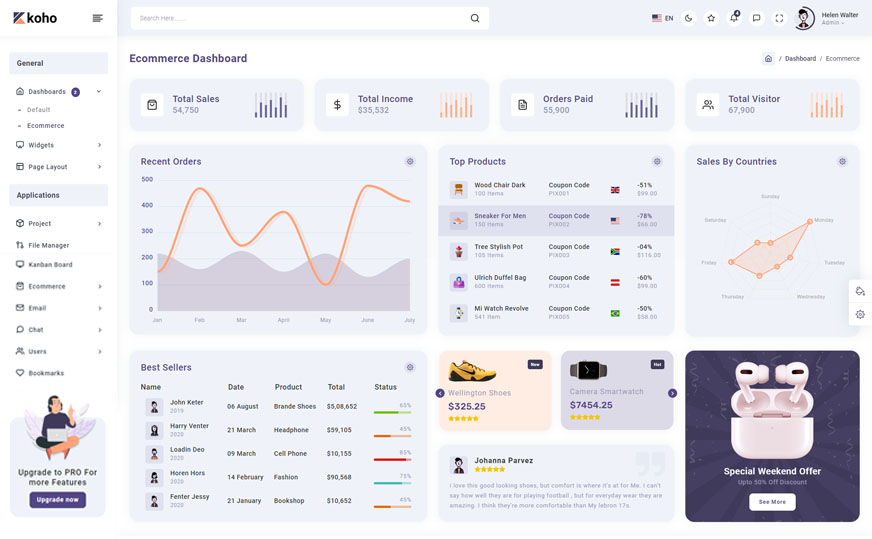 koho
Search Here .....
EN
4
Helen Walter
Admin
General
Dashboards 2
Default
Ecommerce
Widgets
Page Layout
Applications
Project
File Manager
Kanban Board
Ecommerce
Email
Chat
Users
Bookmarks
Upgrade to PRO For
more Features
Upgrade now
Ecommerce Dashboard
/ Dashboard / Ecommerce
Total Sales
54,750
Total Income
$35,532
Orders Paid
55,900
Total Visitor
67,900
Recent Orders
500
400
300
200
100
0
Jan Feb Mar April May June July
Top Products
Wood Chair Dark Coupon Code -51%
100 Items PIX001 $99.00
Sneaker For Men Coupon Code -78%
150 Items PIX002 $66.00
Tree Stylish Pot Coupon Code -04%
105 Items PIX003 $116.00
Ulrich Duffel Bag Coupon Code -60%
600 Items PIX004 $99.00
Mi Watch Revolve Coupon Code -50%
541 Item PIX005 $58.00
Sales By Countries
Sunday
Saturday Monday
Friday Tuesday
Thursday Wednesday
Best Sellers
Name Date Product Total Status
John Keter 06 August Brande Shoes $5,08,652 65%
2019
Harry Venter 21 March Headphone $59,105 45%
2020
Loadin Deo 09 March Cell Phone $10,155 85%
2020
Horen Hors 14 February Fashion $90,568 75%
2020
Fenter Jessy 21 January Bookshop $10,652 45%
2020
New
Wellington Shoes
$325.25
Hot
Camera Smartwatch
$7454.25
Johanna Parvez
I love this good looking shoes, but comfort is where it's at for Me. I can't
say how well they are for playing football , but for everyday wear they are
amazing. I think they're more comfortable than My lebron 17s.
Special Weekend Offer
Upto 50% Off Discount
See More